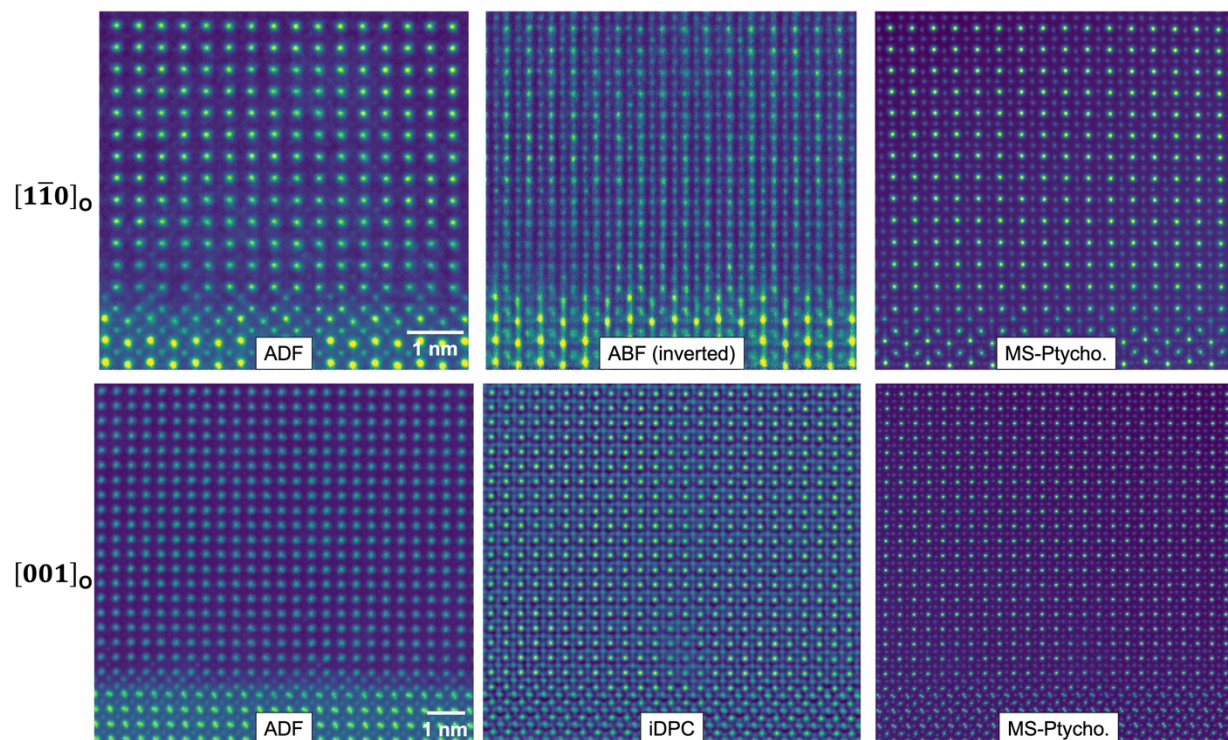 [11̅0]ₒ
1 nm
ADF
ABF (inverted)
MS-Ptycho.
[001]ₒ
1 nm
ADF
iDPC
MS-Ptycho.